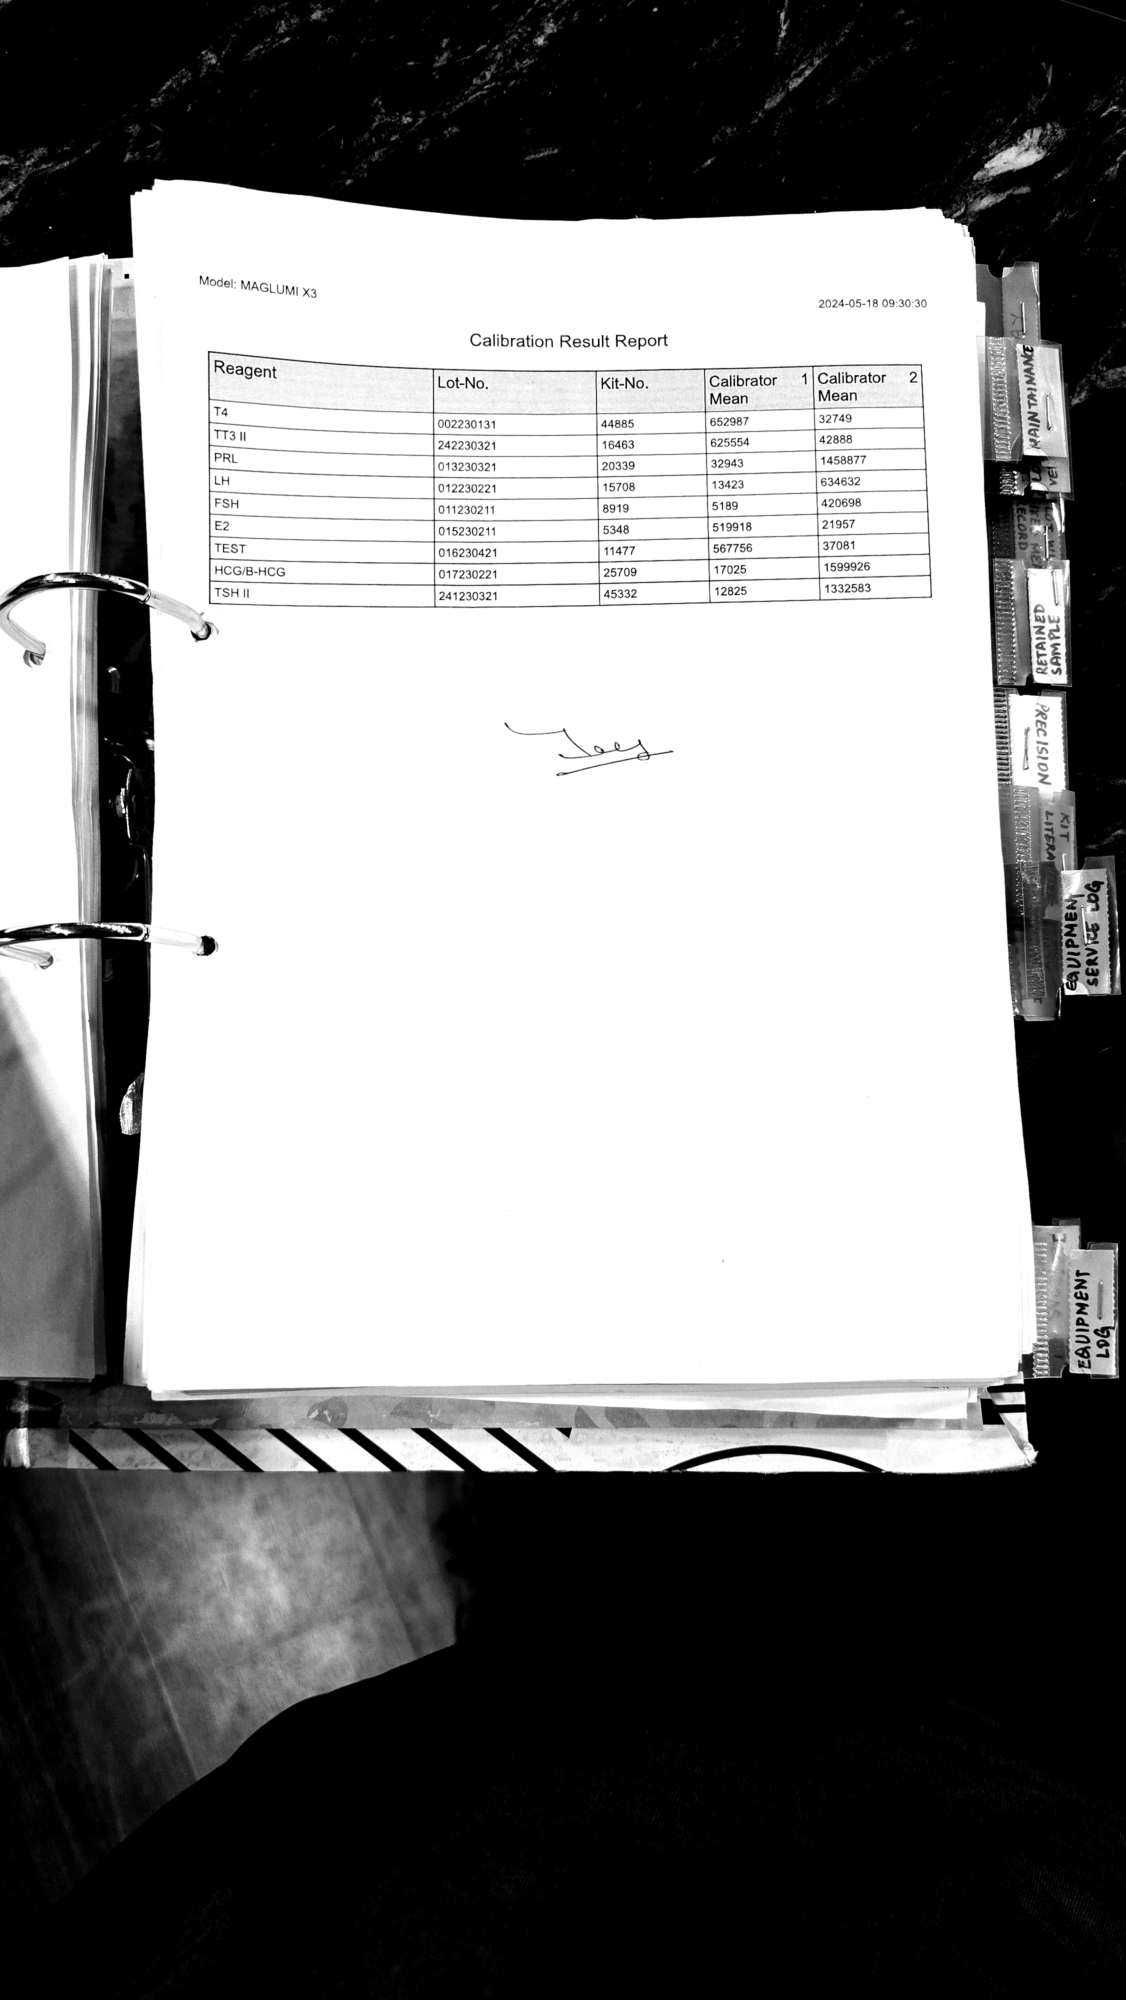 Model: MAGLUMI X3
2024-05-18 09:30:30
Calibration Result Report
Reagent Lot-No. Kit-No. Calibrator 1 Mean Calibrator 2 Mean
T4 002230131 44885 652987 32749
TT3 II 242230321 16463 625554 42888
PRL 013230321 20339 32943 1458877
LH 012230221 15708 13423 634632
FSH 011230211 8919 5189 420698
E2 015230211 5348 519918 21957
TEST 016230421 11477 567756 37081
HCG/B-HCG 017230221 25709 17025 1599926
TSH II 241230321 45332 12825 1332583
MAINTAINANCE
RETAINED
SAMPLE
PRECISION
KIT
EQUIPMENT
SERVICE LOG
EQUIPMENT
LOG